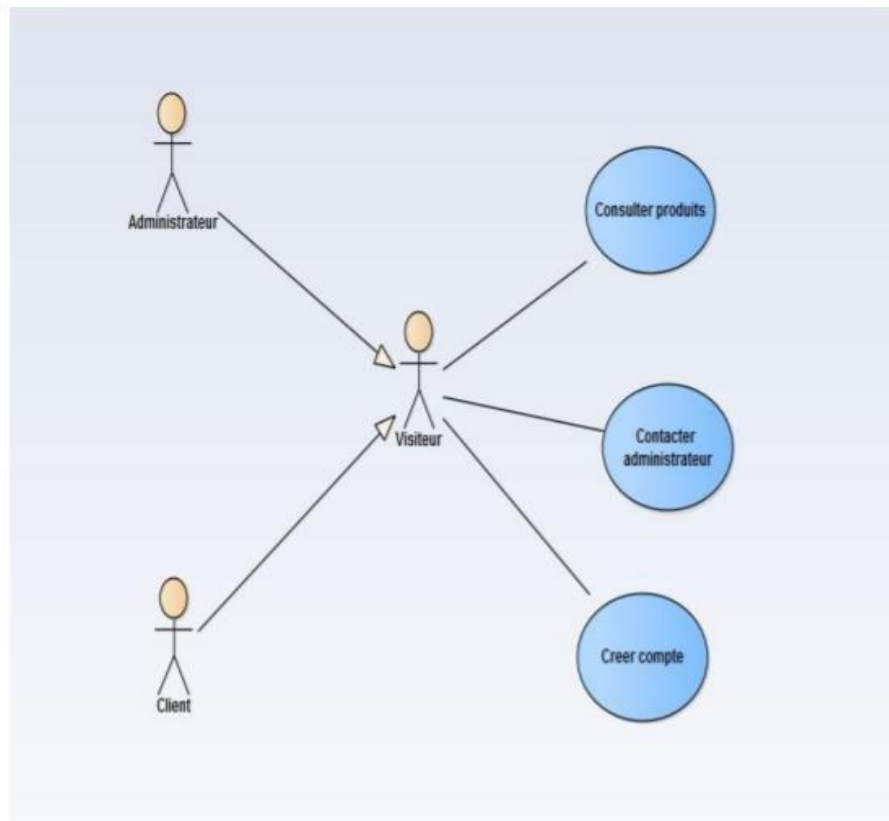 Administrateur
Consulter produits
Visiteur
Contacter
administrateur
Creer compte
Client